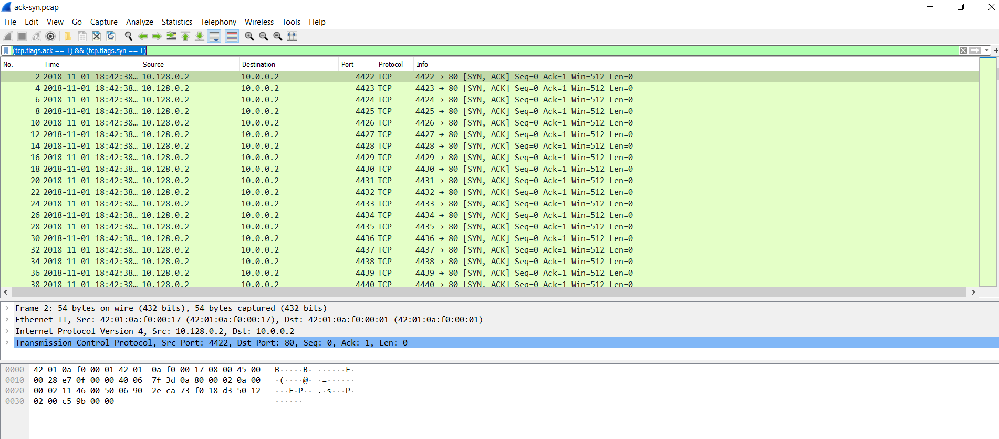 ack-syn.pcap
File Edit View Go Capture Analyze Statistics Telephony Wireless Tools Help
(tcp.flags.ack == 1) && (tcp.flags.syn == 1)
No. Time Source Destination Port Protocol Info
2 2018-11-01 18:42:38… 10.128.0.2 10.0.0.2 4422 TCP 4422 → 80 [SYN, ACK] Seq=0 Ack=1 Win=512 Len=0
4 2018-11-01 18:42:38… 10.128.0.2 10.0.0.2 4423 TCP 4423 → 80 [SYN, ACK] Seq=0 Ack=1 Win=512 Len=0
6 2018-11-01 18:42:38… 10.128.0.2 10.0.0.2 4424 TCP 4424 → 80 [SYN, ACK] Seq=0 Ack=1 Win=512 Len=0
8 2018-11-01 18:42:38… 10.128.0.2 10.0.0.2 4425 TCP 4425 → 80 [SYN, ACK] Seq=0 Ack=1 Win=512 Len=0
10 2018-11-01 18:42:38… 10.128.0.2 10.0.0.2 4426 TCP 4426 → 80 [SYN, ACK] Seq=0 Ack=1 Win=512 Len=0
12 2018-11-01 18:42:38… 10.128.0.2 10.0.0.2 4427 TCP 4427 → 80 [SYN, ACK] Seq=0 Ack=1 Win=512 Len=0
14 2018-11-01 18:42:38… 10.128.0.2 10.0.0.2 4428 TCP 4428 → 80 [SYN, ACK] Seq=0 Ack=1 Win=512 Len=0
16 2018-11-01 18:42:38… 10.128.0.2 10.0.0.2 4429 TCP 4429 → 80 [SYN, ACK] Seq=0 Ack=1 Win=512 Len=0
18 2018-11-01 18:42:38… 10.128.0.2 10.0.0.2 4430 TCP 4430 → 80 [SYN, ACK] Seq=0 Ack=1 Win=512 Len=0
20 2018-11-01 18:42:38… 10.128.0.2 10.0.0.2 4431 TCP 4431 → 80 [SYN, ACK] Seq=0 Ack=1 Win=512 Len=0
22 2018-11-01 18:42:38… 10.128.0.2 10.0.0.2 4432 TCP 4432 → 80 [SYN, ACK] Seq=0 Ack=1 Win=512 Len=0
24 2018-11-01 18:42:38… 10.128.0.2 10.0.0.2 4433 TCP 4433 → 80 [SYN, ACK] Seq=0 Ack=1 Win=512 Len=0
26 2018-11-01 18:42:38… 10.128.0.2 10.0.0.2 4434 TCP 4434 → 80 [SYN, ACK] Seq=0 Ack=1 Win=512 Len=0
28 2018-11-01 18:42:38… 10.128.0.2 10.0.0.2 4435 TCP 4435 → 80 [SYN, ACK] Seq=0 Ack=1 Win=512 Len=0
30 2018-11-01 18:42:38… 10.128.0.2 10.0.0.2 4436 TCP 4436 → 80 [SYN, ACK] Seq=0 Ack=1 Win=512 Len=0
32 2018-11-01 18:42:38… 10.128.0.2 10.0.0.2 4437 TCP 4437 → 80 [SYN, ACK] Seq=0 Ack=1 Win=512 Len=0
34 2018-11-01 18:42:38… 10.128.0.2 10.0.0.2 4438 TCP 4438 → 80 [SYN, ACK] Seq=0 Ack=1 Win=512 Len=0
36 2018-11-01 18:42:38… 10.128.0.2 10.0.0.2 4439 TCP 4439 → 80 [SYN, ACK] Seq=0 Ack=1 Win=512 Len=0
38 2018-11-01 18:42:38… 10.128.0.2 10.0.0.2 4440 TCP 4440 → 80 [SYN, ACK] Seq=0 Ack=1 Win=512 Len=0
Frame 2: 54 bytes on wire (432 bits), 54 bytes captured (432 bits)
Ethernet II, Src: 42:01:0a:f0:00:17 (42:01:0a:f0:00:17), Dst: 42:01:0a:f0:00:01 (42:01:0a:f0:00:01)
Internet Protocol Version 4, Src: 10.128.0.2, Dst: 10.0.0.2
Transmission Control Protocol, Src Port: 4422, Dst Port: 80, Seq: 0, Ack: 1, Len: 0
0000 42 01 0a f0 00 01 42 01 0a f0 00 17 08 00 45 00 B·····B· ······E·
0010 00 28 e7 0f 00 00 40 06 7f 3d 0a 80 00 02 0a 00 ·(····@· ·=······
0020 00 02 11 46 00 50 06 90 2e ca 73 f0 18 d3 50 12 ···F·P·· .·s···P·
0030 02 00 c5 9b 00 00 ······